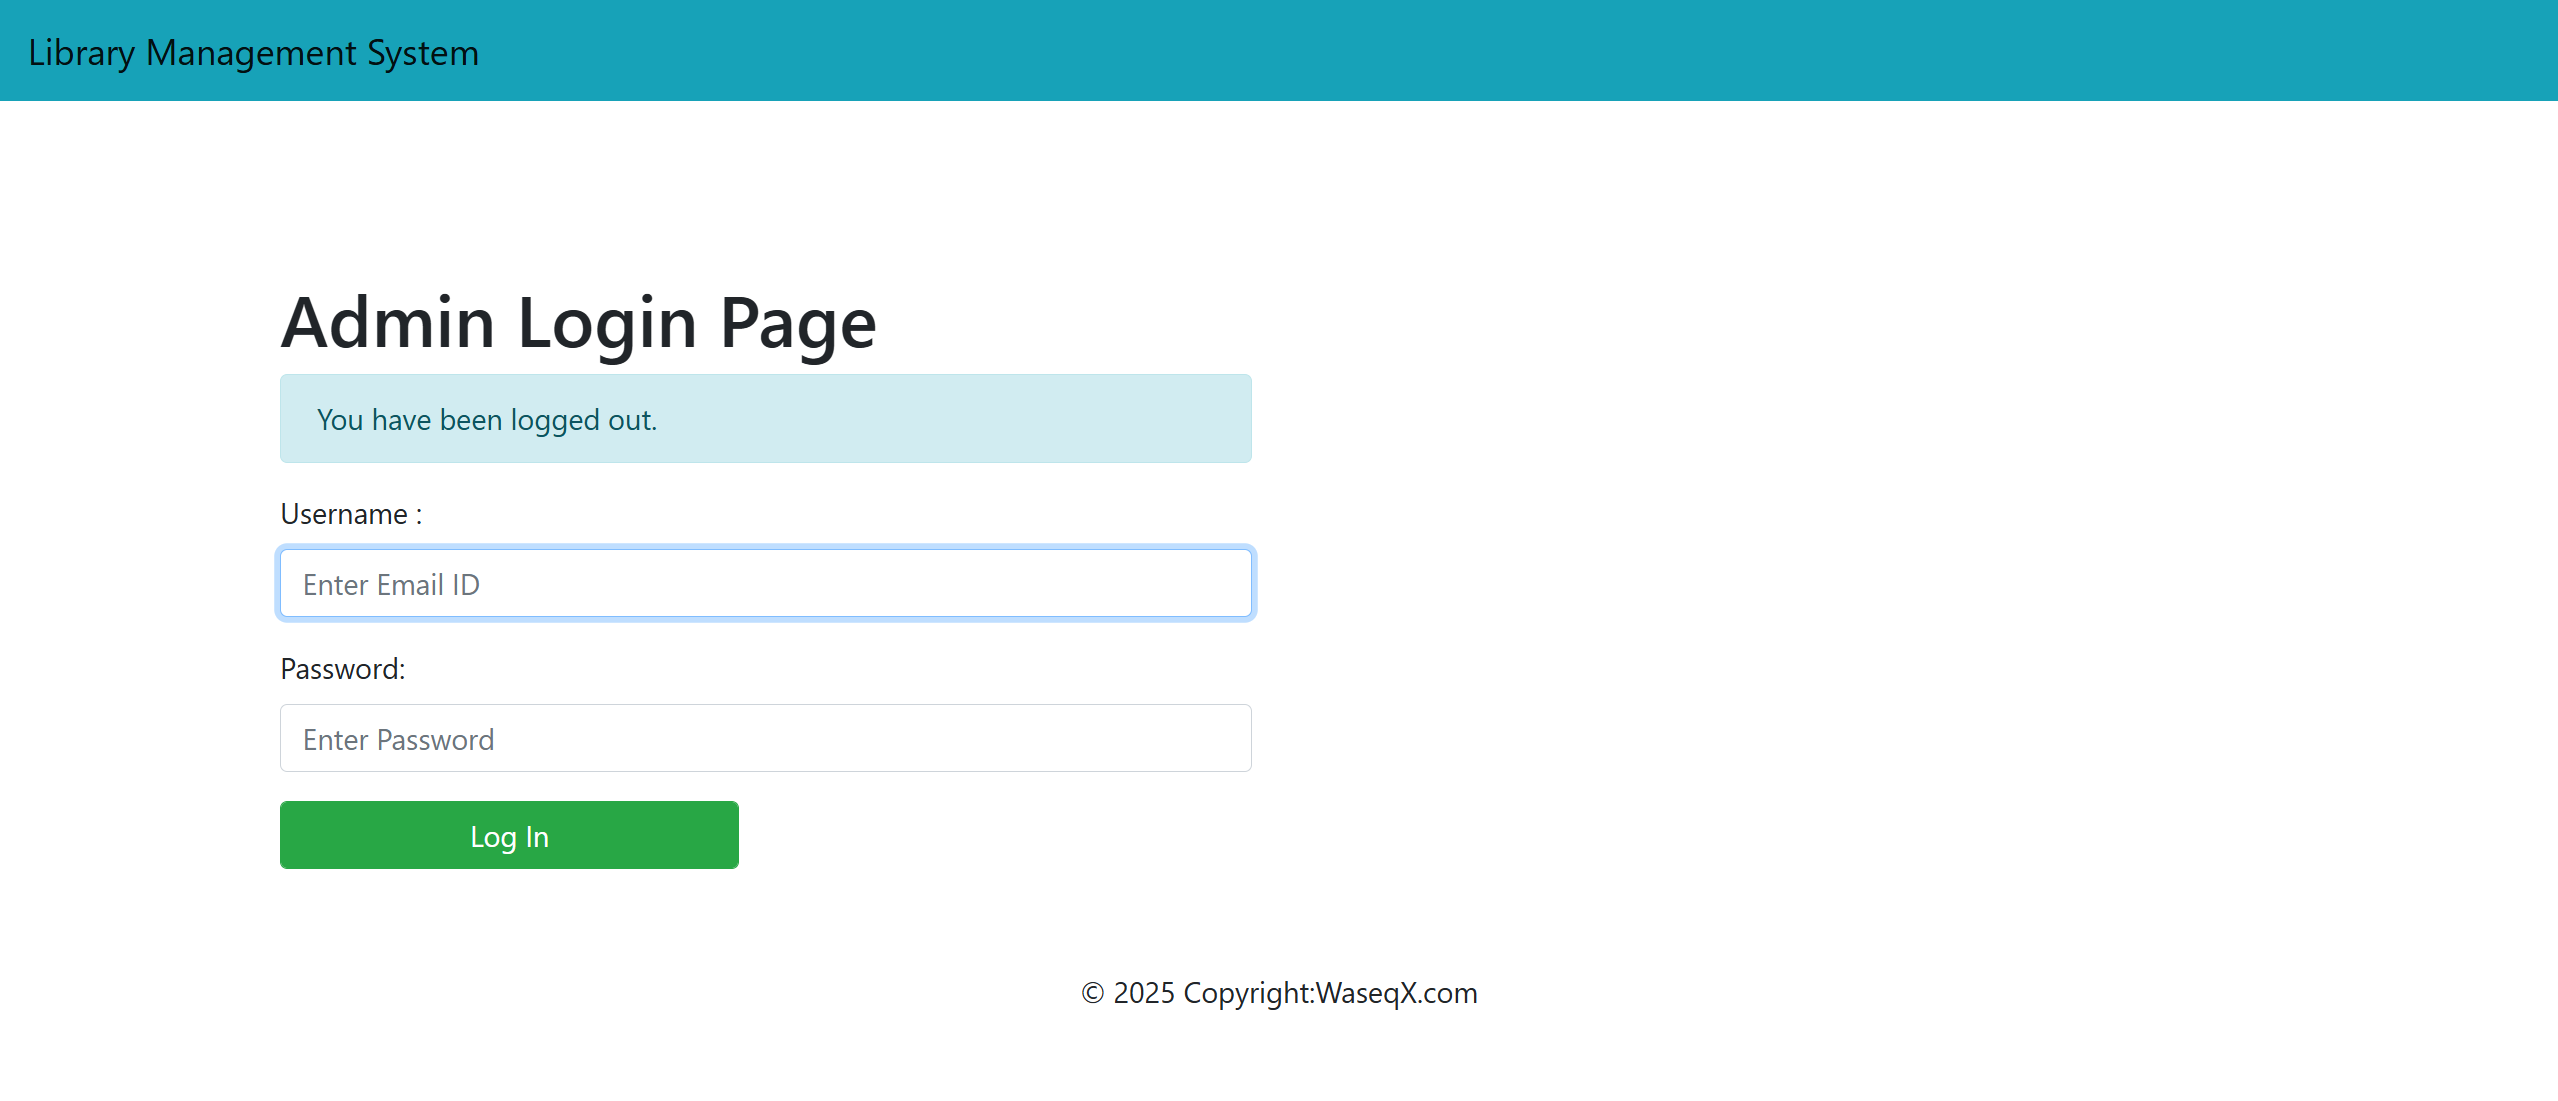 Library Management System
Admin Login Page
You have been logged out.
Username :
Enter Email ID
Password:
Enter Password
Log In
© 2025 Copyright:WaseqX.com